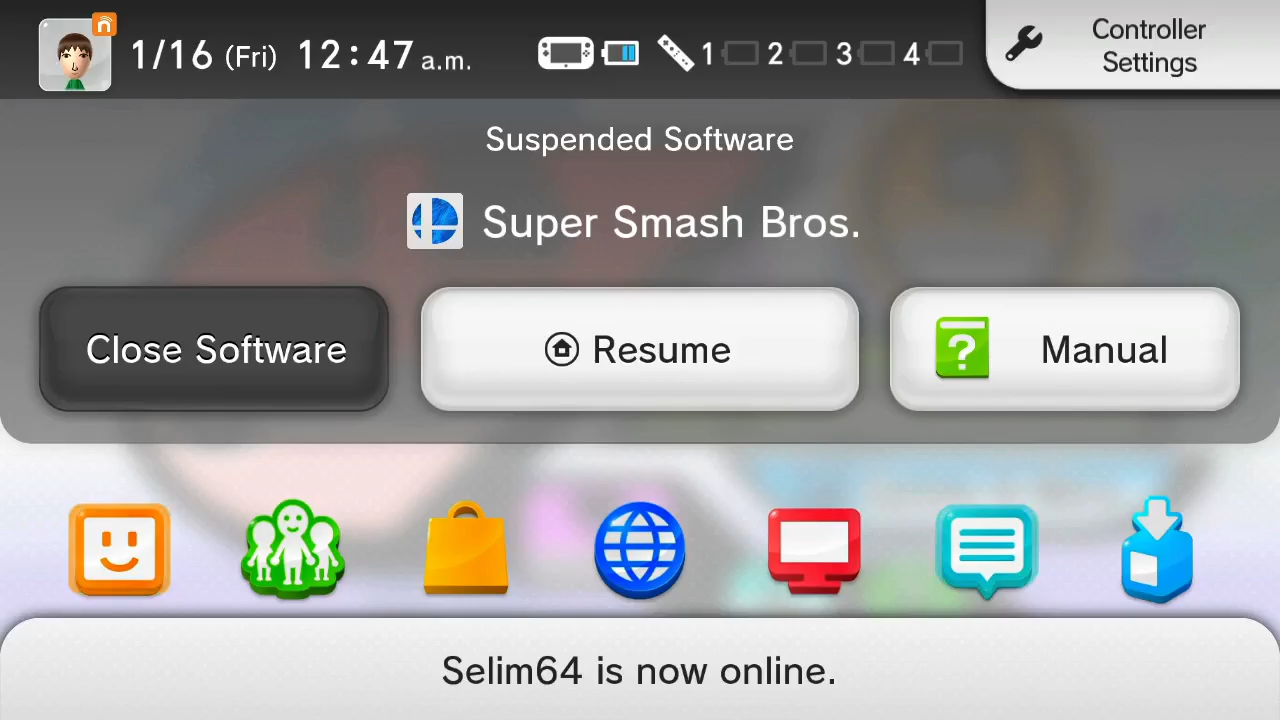 1/16 (Fri) 12:47 a.m.
1 2 3 4
Controller
Settings
Suspended Software
Super Smash Bros.
Close Software
Resume
? Manual
Selim64 is now online.